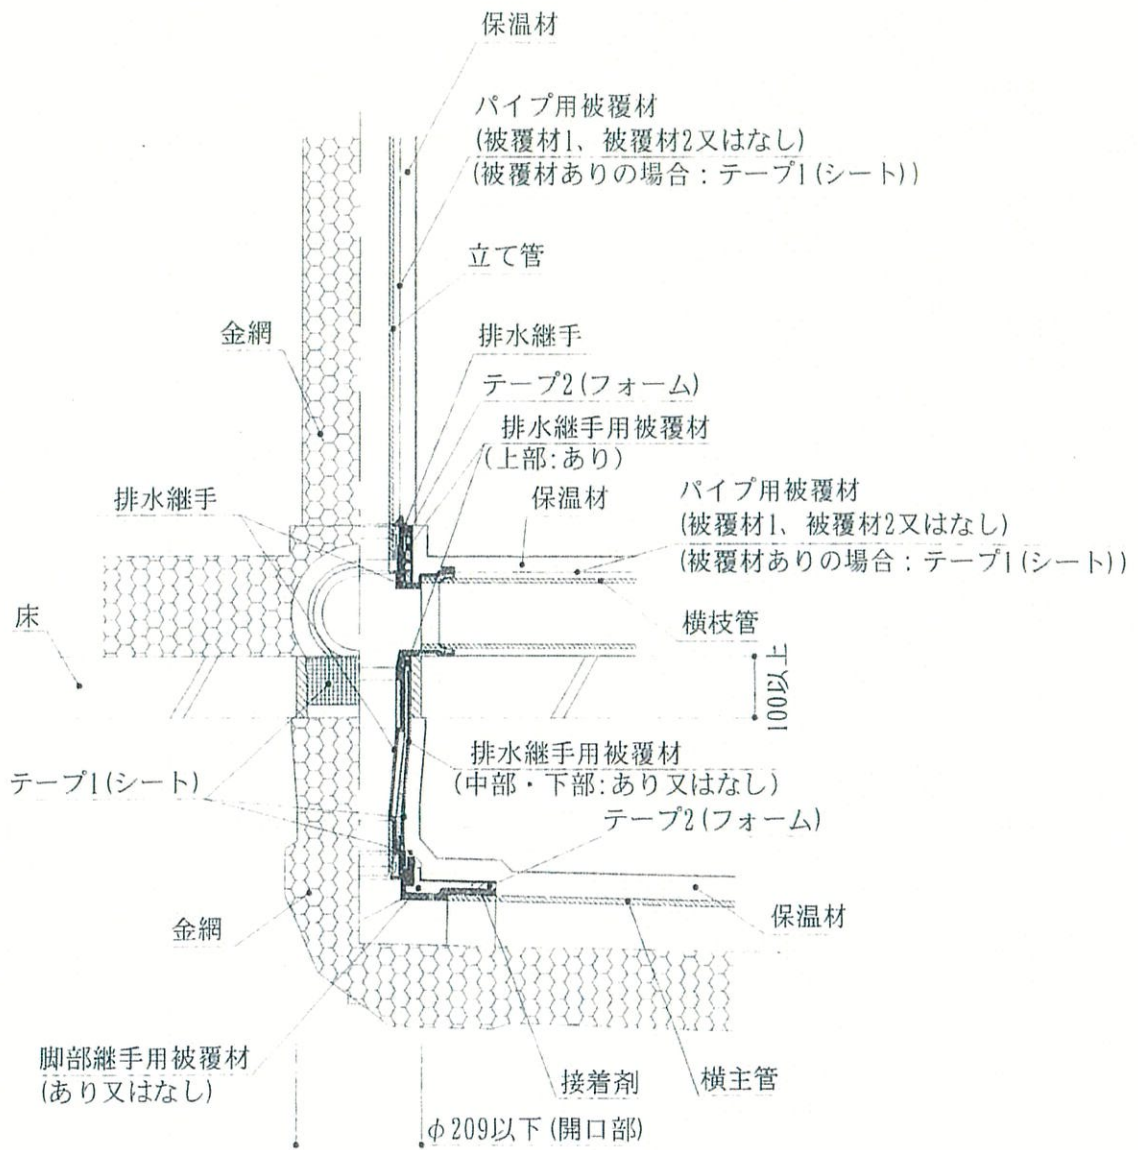 保温材
パイプ用被覆材
(被覆材1、被覆材2又はなし)
(被覆材ありの場合：テープ1(シート))
立て管
金網
排水継手
テープ2(フォーム)
排水継手用被覆材
(上部:あり)
排水継手
保温材
パイプ用被覆材
(被覆材1、被覆材2又はなし)
(被覆材ありの場合：テープ1(シート))
床
横枝管
100以上
排水継手用被覆材
(中部・下部:あり又はなし)
テープ1(シート)
テープ2(フォーム)
金網
保温材
脚部継手用被覆材
(あり又はなし)
接着剤
横主管
φ209以下(開口部)